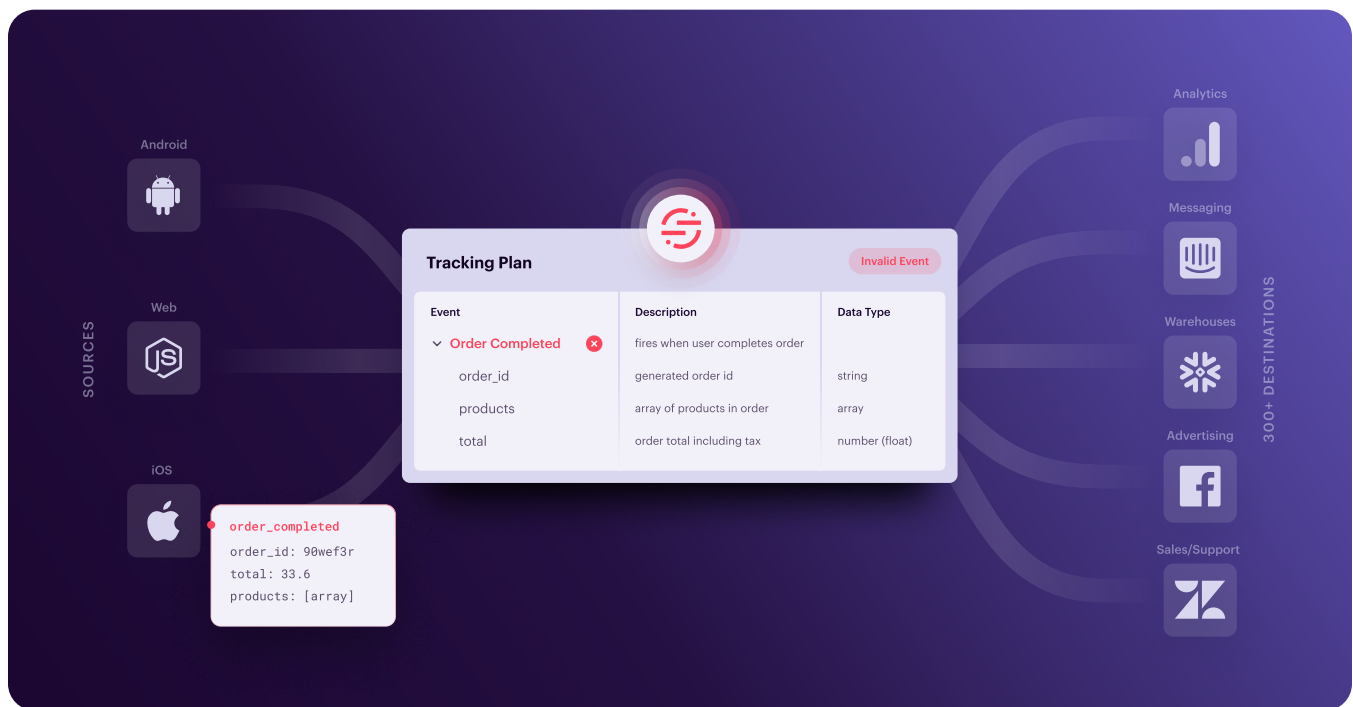 SOURCES
Android
Web
JS
iOS
order_completed
order_id: 90wef3r
total: 33.6
products: [array]
Tracking Plan
Invalid Event
Event Description Data Type
Order Completed fires when user completes order
order_id generated order id string
products array of products in order array
total order total including tax number (float)
Analytics
Messaging
Warehouses
Advertising
Sales/Support
300+ DESTINATIONS